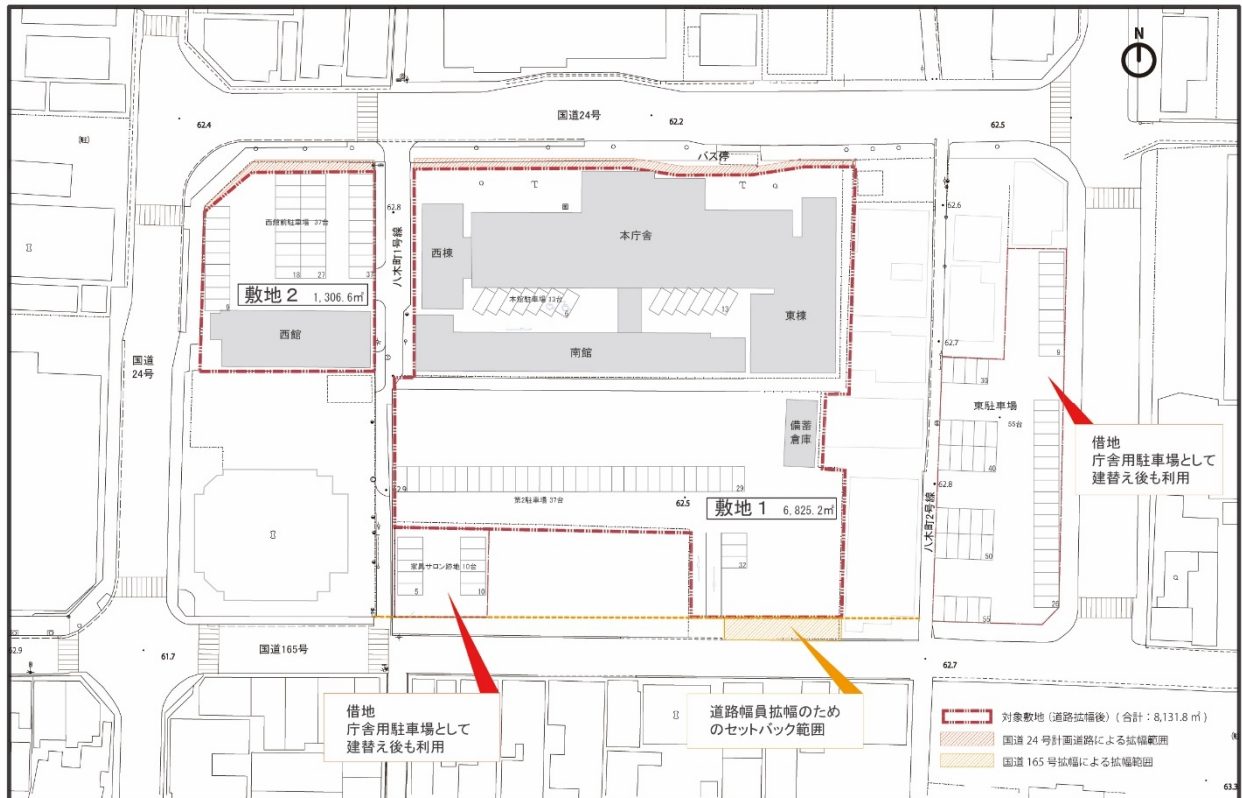 N
国道24号
62.4
62.2
62.5
バス停
62.8
八木町1号線
西館前駐車場 37台
18
27
37
9
敷地2 1,306.6㎡
西館
国道
24号
本庁舎
西棟
東棟
本館駐車場 13台
5
13
南館
62.6
62.7
備蓄
倉庫
62.9
29
第2駐車場 37台
62.5
敷地1 6,825.2㎡
32
家具サロン跡地 10台
5
10
八木町2号線
62.8
9
30
東駐車場
55台
40
50
55
26
借地
庁舎用駐車場として
建替え後も利用
62.9
61.7
国道165号
62.7
借地
庁舎用駐車場として
建替え後も利用
道路幅員拡幅のため
のセットバック範囲
対象敷地(道路拡幅後)(合計:8,131.8㎡)
国道24号計画道路による拡幅範囲
国道165号拡幅による拡幅範囲
63.3